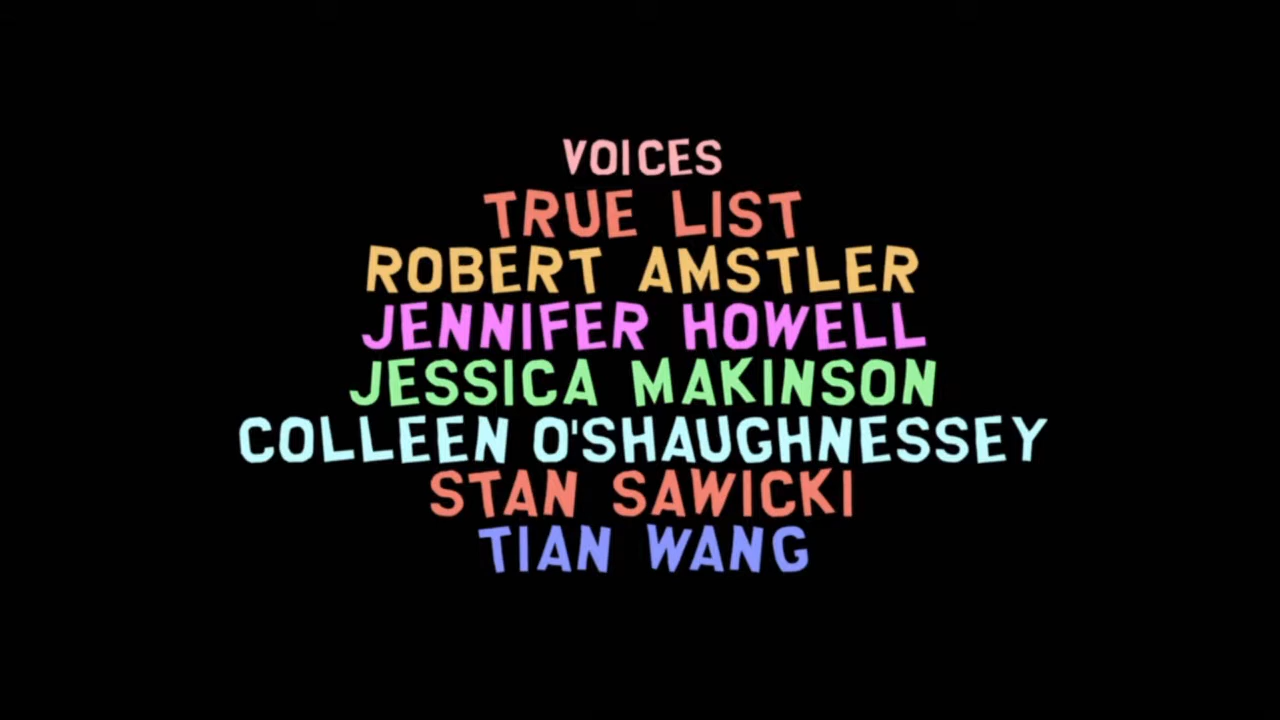 VOICES
TRUE LIST
ROBERT AMSTLER
JENNIFER HOWELL
JESSICA MAKINSON
COLLEEN O'SHAUGHNESSEY
STAN SAWICKI
TIAN WANG